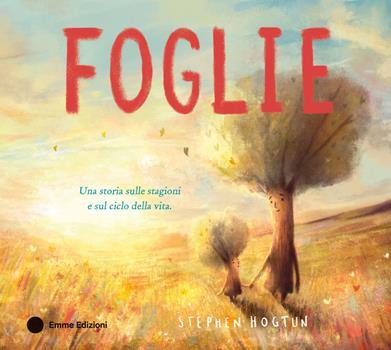 FOGLIE
Una storia sulle stagioni
e sul ciclo della vita.
Emme Edizioni
STEPHEN HOGTUN